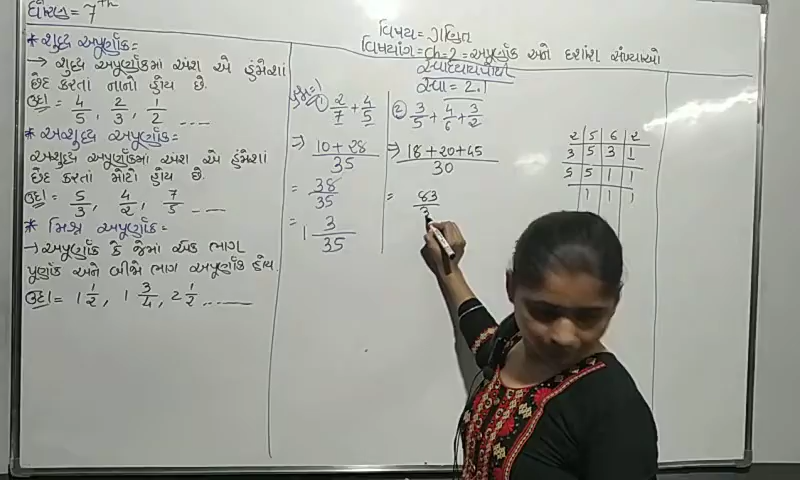 ધોરણ = 7th
વિષય = ગણિત
વિષયાંગ = ch-2 = અપૂર્ણાંક અને દશાંશ સંખ્યાઓ
સ્વાધ્યાયપોથી
સ્વા = 2.1
* શુદ્ધ અપૂર્ણાંક =
→ શુદ્ધ અપૂર્ણાંકમાં અંશ એ હંમેશાં
છેદ કરતાં નાનો હોય છે.
ઉદા = 4/5, 2/3, 1/2 ---
* અશુદ્ધ અપૂર્ણાંક =
અશુદ્ધ અપૂર્ણાંકમાં અંશ એ હંમેશાં
છેદ કરતાં મોટો હોય છે.
ઉદા = 5/3, 4/2, 7/5 ---
* મિશ્ર અપૂર્ણાંક =
→ અપૂર્ણાંક કે જેમાં એક ભાગ
પૂર્ણાંક અને બીજો ભાગ અપૂર્ણાંક હોય
ઉદા = 1 1/2, 1 3/4, 2 1/2 ------
① 2/7 + 4/5
⇒ 10+28/35
= 38/35
= 1 3/35
② 3/5 + 4/6 + 3/2
⇒ 18+20+45/30
= 83/3
2 5 6 2
3 5 3 1
5 5 1 1
1 1 1